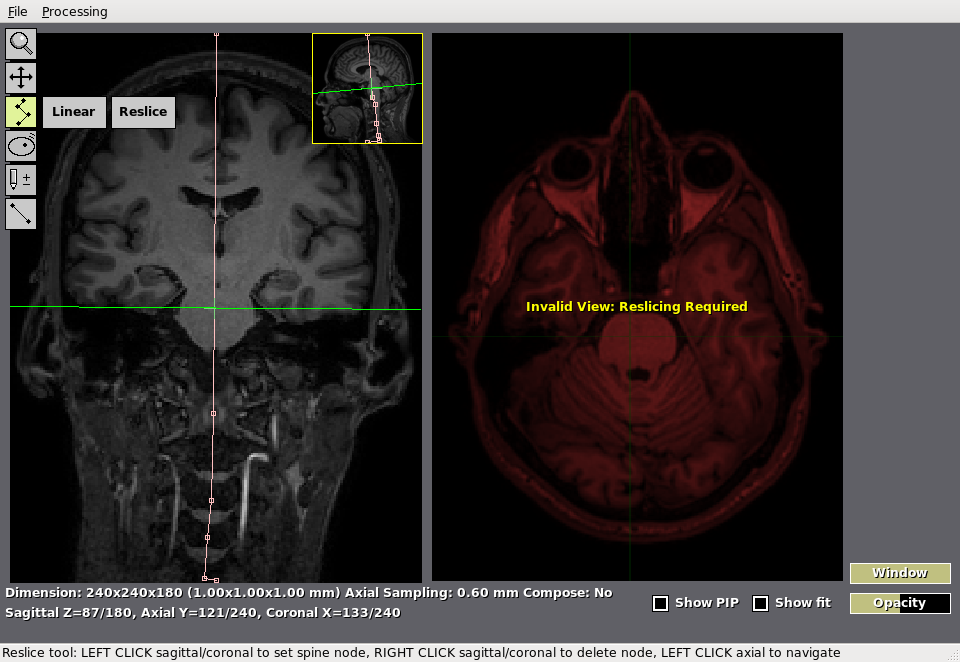 File Processing
Linear Reslice
Invalid View: Reslicing Required
Window
Dimension: 240x240x180 (1.00x1.00x1.00 mm) Axial Sampling: 0.60 mm Compose: No
Show PIP Show fit Opacity
Sagittal Z=87/180, Axial Y=121/240, Coronal X=133/240
Reslice tool: LEFT CLICK sagittal/coronal to set spine node, RIGHT CLICK sagittal/coronal to delete node, LEFT CLICK axial to navigate